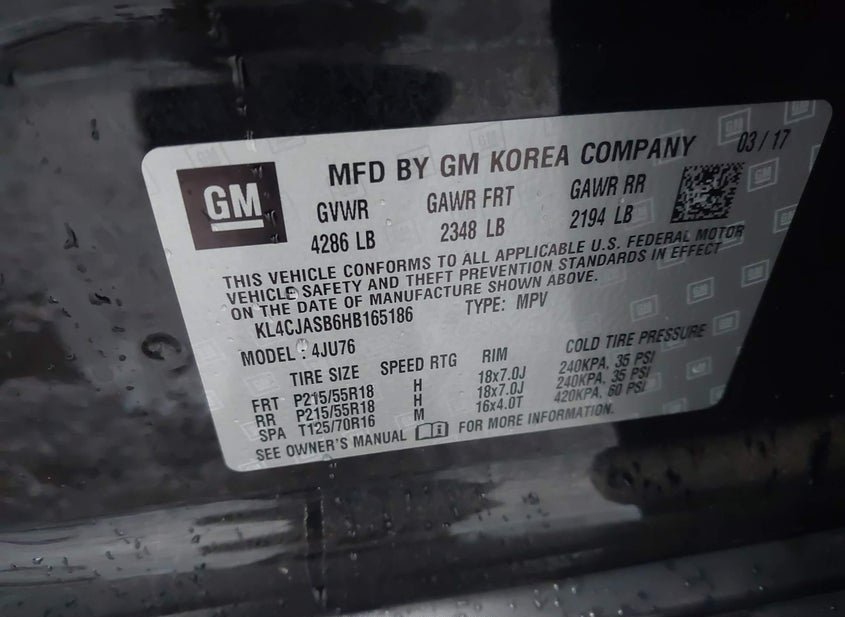 MFD BY GM KOREA COMPANY 03/17
GM
GVWR GAWR FRT GAWR RR
4286 LB 2348 LB 2194 LB
THIS VEHICLE CONFORMS TO ALL APPLICABLE U.S. FEDERAL MOTOR
VEHICLE SAFETY AND THEFT PREVENTION STANDARDS IN EFFECT
ON THE DATE OF MANUFACTURE SHOWN ABOVE.
KL4CJASB6HB165186 TYPE: MPV
MODEL: 4JU76
TIRE SIZE SPEED RTG RIM COLD TIRE PRESSURE
FRT P215/55R18 H 18x7.0J 240KPA, 35 PSI
RR P215/55R18 H 18x7.0J 240KPA, 35 PSI
SPA T125/70R16 M 16x4.0T 420KPA, 60 PSI
SEE OWNER'S MANUAL FOR MORE INFORMATION.